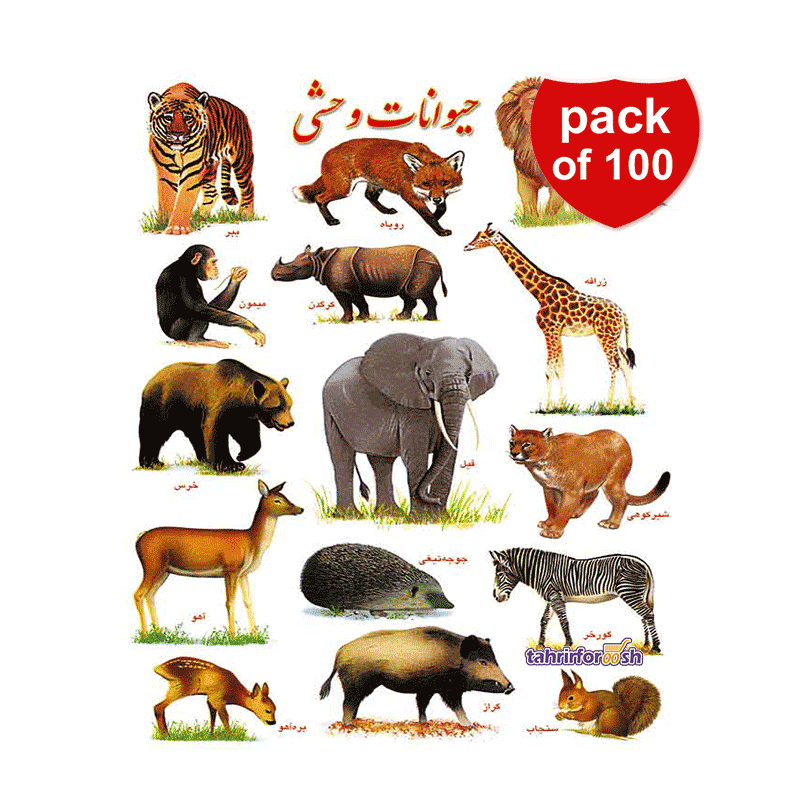 حیوانات وحشی
pack
of 100
ببر
روباه
میمون
کرگدن
زرافه
خرس
فیل
شیرکوهی
آهو
جوجه‌تیغی
گورخر
tahrirforoosh
بره‌آهو
گراز
سنجاب